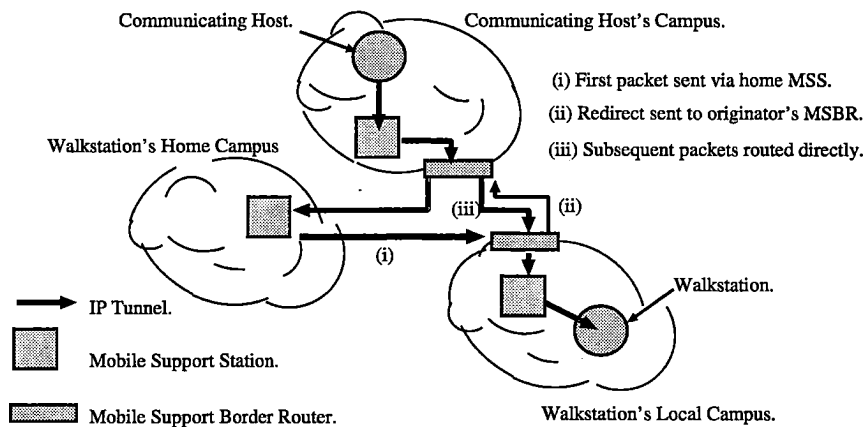 Communicating Host.
Communicating Host's Campus.
(i) First packet sent via home MSS.
(ii) Redirect sent to originator's MSBR.
(iii) Subsequent packets routed directly.
Walkstation's Home Campus
(iii)
(ii)
(i)
Walkstation.
IP Tunnel.
Mobile Support Station.
Mobile Support Border Router.
Walkstation's Local Campus.